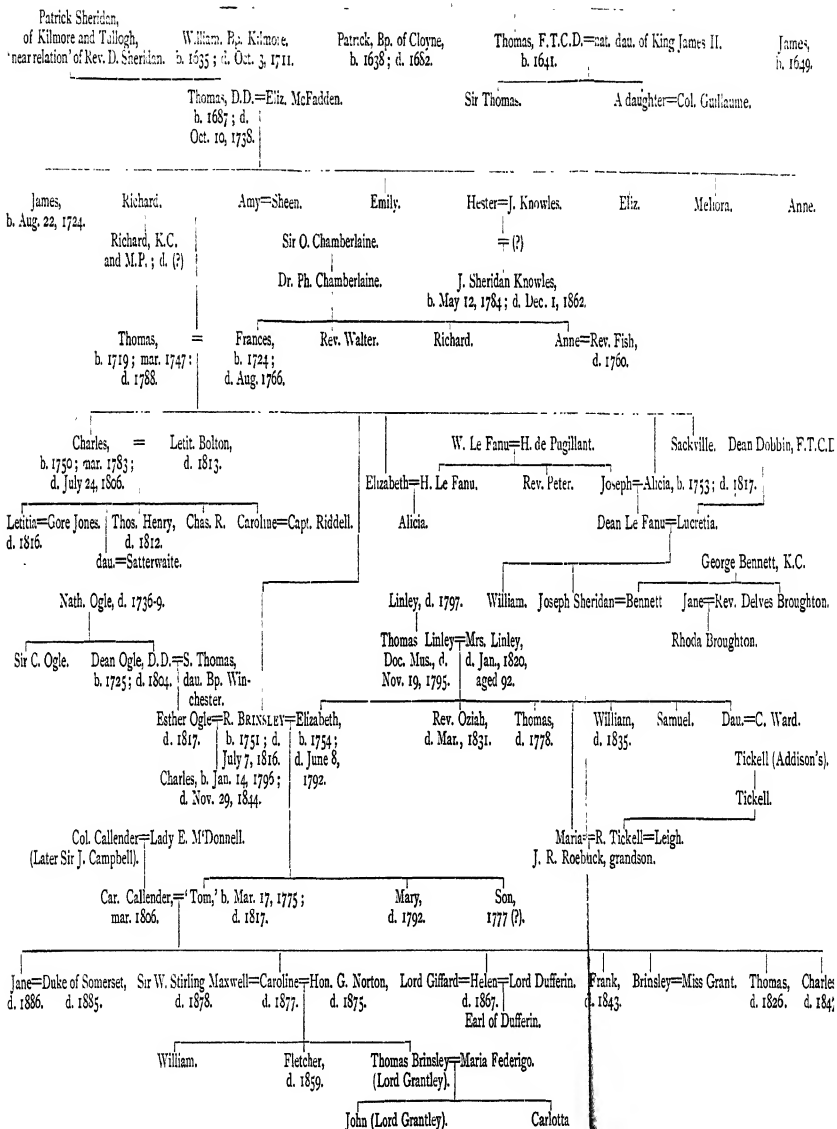 Patrick Sheridan,
of Kilmore and Tullogh,
'near relation' of Rev. D. Sheridan.
William, Bp. Kilmore,
b. 1635; d. Oct. 3, 1711.
Patrick, Bp. of Cloyne,
b. 1638; d. 1682.
Thomas, F.T.C.D.=nat. dau. of King James II.
b. 1641.
James,
b. 1649.
Thomas, D.D.=Eliz. McFadden.
b. 1687; d.
Oct. 10, 1738.
Sir Thomas.
A daughter=Col. Guillaume.
James,
b. Aug. 22, 1724.
Richard.
Amy=Sheen.
Emily.
Hester=J. Knowles.
Eliz.
Meliora.
Anne.
Richard, K.C.
and M.P.; d. (?)
Sir O. Chamberlaine.
= (?)
Dr. Ph. Chamberlaine.
J. Sheridan Knowles,
b. May 12, 1784; d. Dec. 1, 1862.
Thomas, =
b. 1719; mar. 1747:
d. 1788.
Frances,
b. 1724;
d. Aug. 1766.
Rev. Walter.
Richard.
Anne=Rev. Fish,
d. 1760.
Charles, =
b. 1750; mar. 1783;
d. July 24, 1806.
Letit. Bolton,
d. 1813.
W. Le Fanu=H. de Pugillant.
Sackville.
Dean Dobbin, F.T.C.D
Elizabeth=H. Le Fanu.
Rev. Peter.
Joseph=Alicia, b. 1753; d. 1817.
Letitia=Gore Jones.
d. 1816.
Thos. Henry,
d. 1812.
Chas. R.
Caroline=Capt. Riddell.
Alicia.
Dean Le Fanu=Lucretia.
dau.=Satterwaite.
George Bennett, K.C.
Nath. Ogle, d. 1736-9.
Linley, d. 1797.
William.
Joseph Sheridan=Bennett
Jane=Rev. Delves Broughton.
Sir C. Ogle.
Dean Ogle, D.D.=S. Thomas,
b. 1725; d. 1804.
dau. Bp. Win-
chester.
Thomas Linley=Mrs. Linley,
Doc. Mus., d.
Nov. 19, 1795.
d. Jan., 1820,
aged 92.
Rhoda Broughton.
Esther Ogle=R. BRINSLEY=Elizabeth,
d. 1817.
b. 1751; d.
July 7, 1816.
b. 1754;
d. June 8,
1792.
Charles, b. Jan. 14, 1796;
d. Nov. 29, 1844.
Rev. Oziah,
d. Mar., 1831.
Thomas,
d. 1778.
William,
d. 1835.
Samuel.
Dau.=C. Ward.
Tickell (Addison's).
Tickell.
Col. Callender=Lady E. M'Donnell.
(Later Sir J. Campbell).
Maria=R. Tickell=Leigh.
J. R. Roebuck, grandson.
Car. Callender,='Tom,' b. Mar. 17, 1775;
mar. 1806.
d. 1817.
Mary,
d. 1792.
Son,
1777 (?).
Jane=Duke of Somerset,
d. 1886. d. 1885.
Sir W. Stirling Maxwell=Caroline=Hon. G. Norton,
d. 1878. d. 1877. d. 1875.
Lord Giffard=Helen=Lord Dufferin.
d. 1867.
Earl of Dufferin.
Frank,
d. 1843.
Brinsley=Miss Grant.
Thomas,
d. 1826.
Charles
d. 184
William.
Fletcher,
d. 1859.
Thomas Brinsley=Maria Federigo.
(Lord Grantley).
John (Lord Grantley).
Carlotta